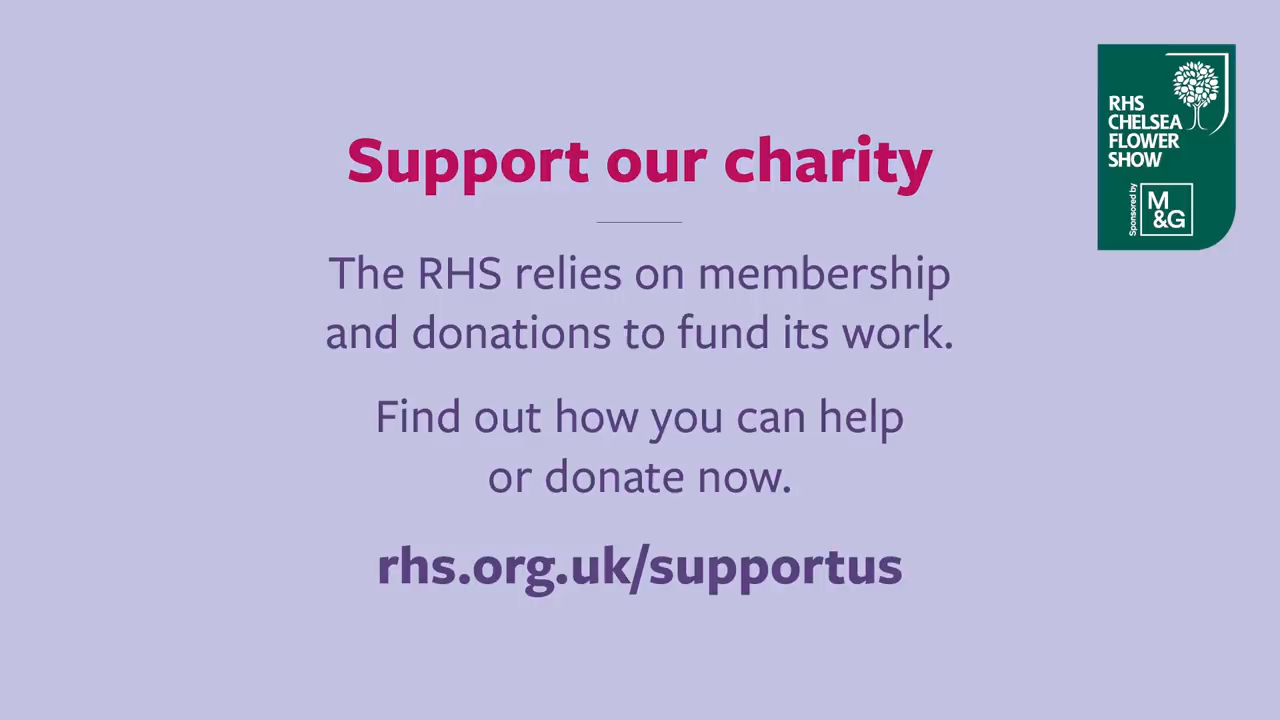 Support our charity
The RHS relies on membership
and donations to fund its work.
Find out how you can help
or donate now.
rhs.org.uk/supportus
RHS
CHELSEA
FLOWER
SHOW
Sponsored by
M
&G